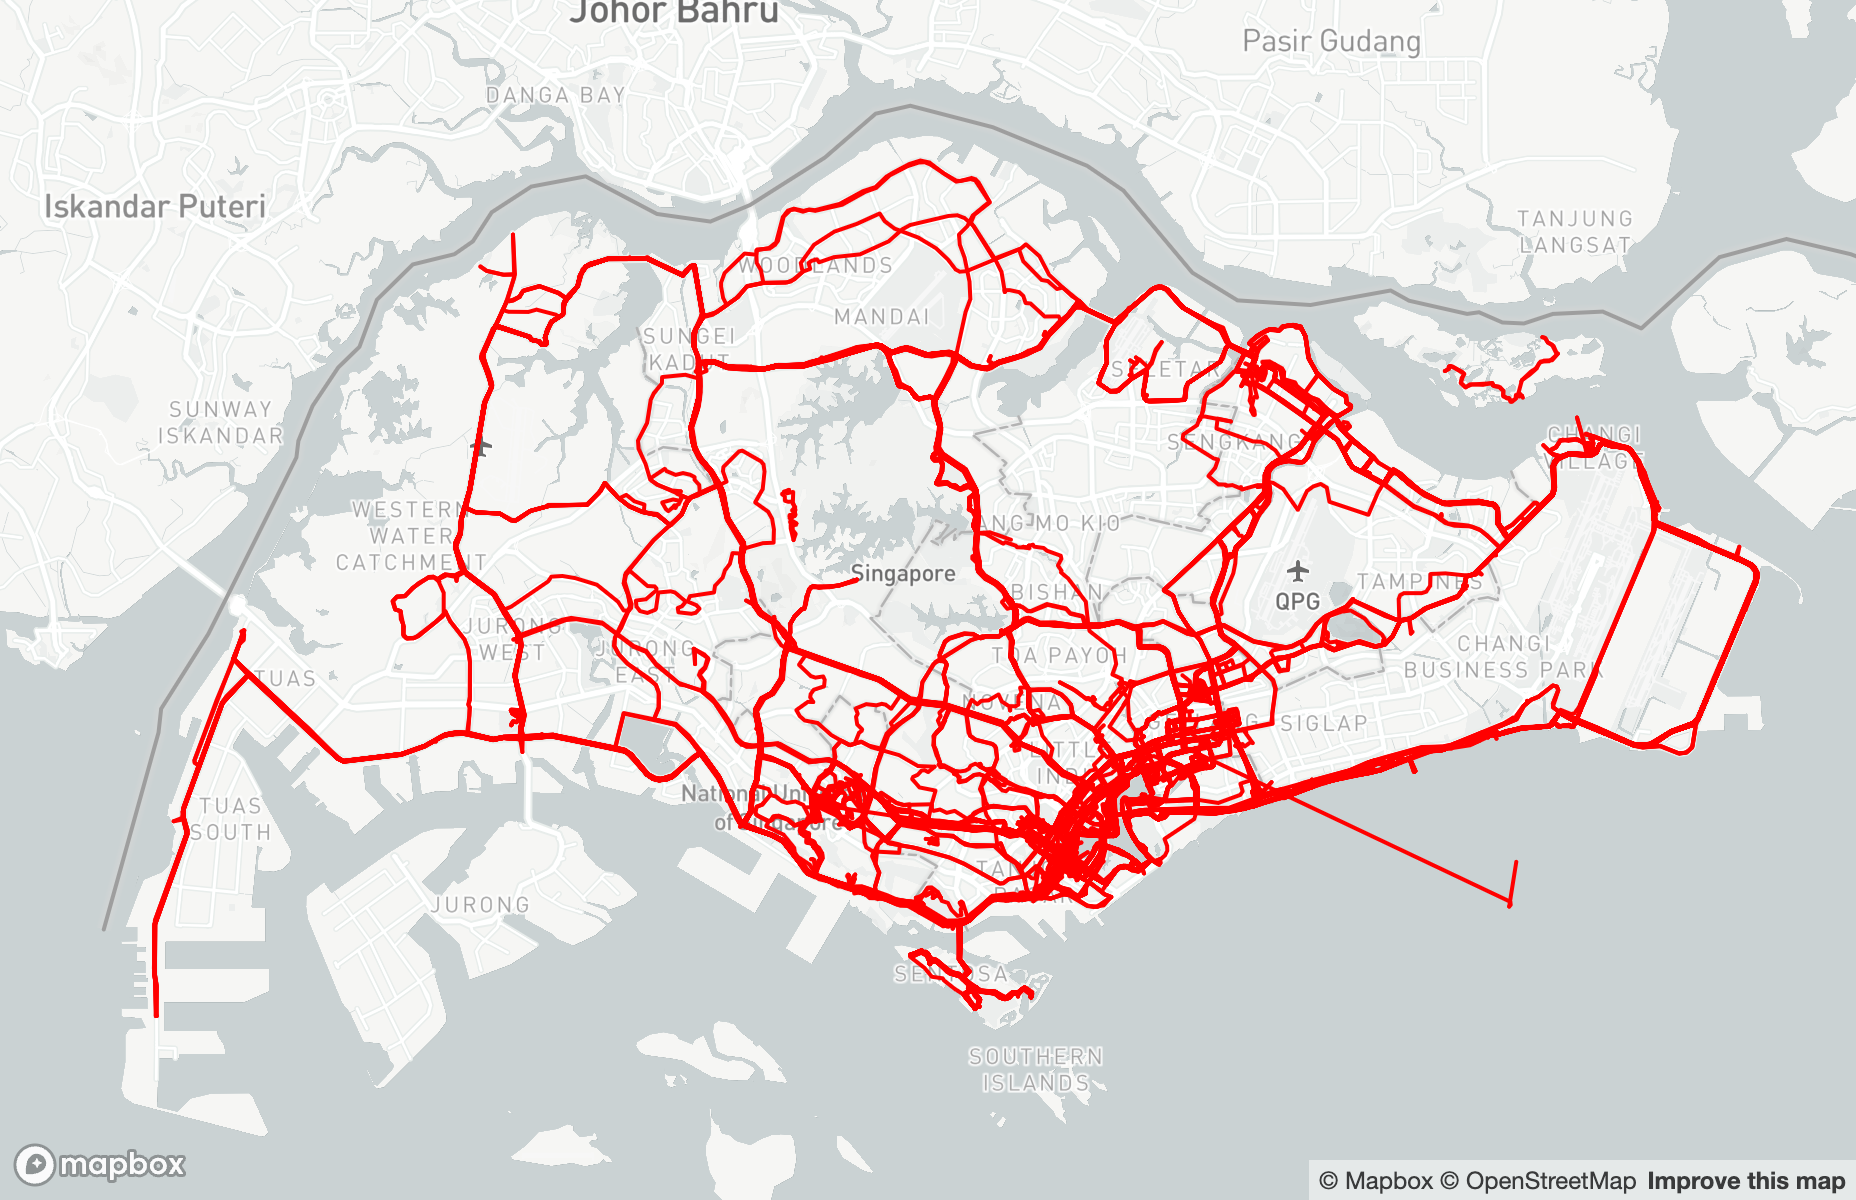 Johor Bahru
Pasir Gudang
DANGA BAY
Iskandar Puteri
TANJUNG
LANGSAT
WOODLANDS
MANDAI
SUNGEI
KADUT
SELETAR
SUNWAY
ISKANDAR
CHANGI
VILLAGE
SENGKANG
WESTERN
WATER
CATCHMENT
ANG MO KIO
Singapore
BISHAN
TAMPINES
QPG
JURONG
WEST
JURONG
EAST
TOA PAYOH
CHANGI
BUSINESS PARK
TUAS
NOVENA
SIGLAP
LITTLE
National Uni
of Singapore
TUAS
SOUTH
JURONG
SENTOSA
SOUTHERN
ISLANDS
mapbox
© Mapbox © OpenStreetMap Improve this map